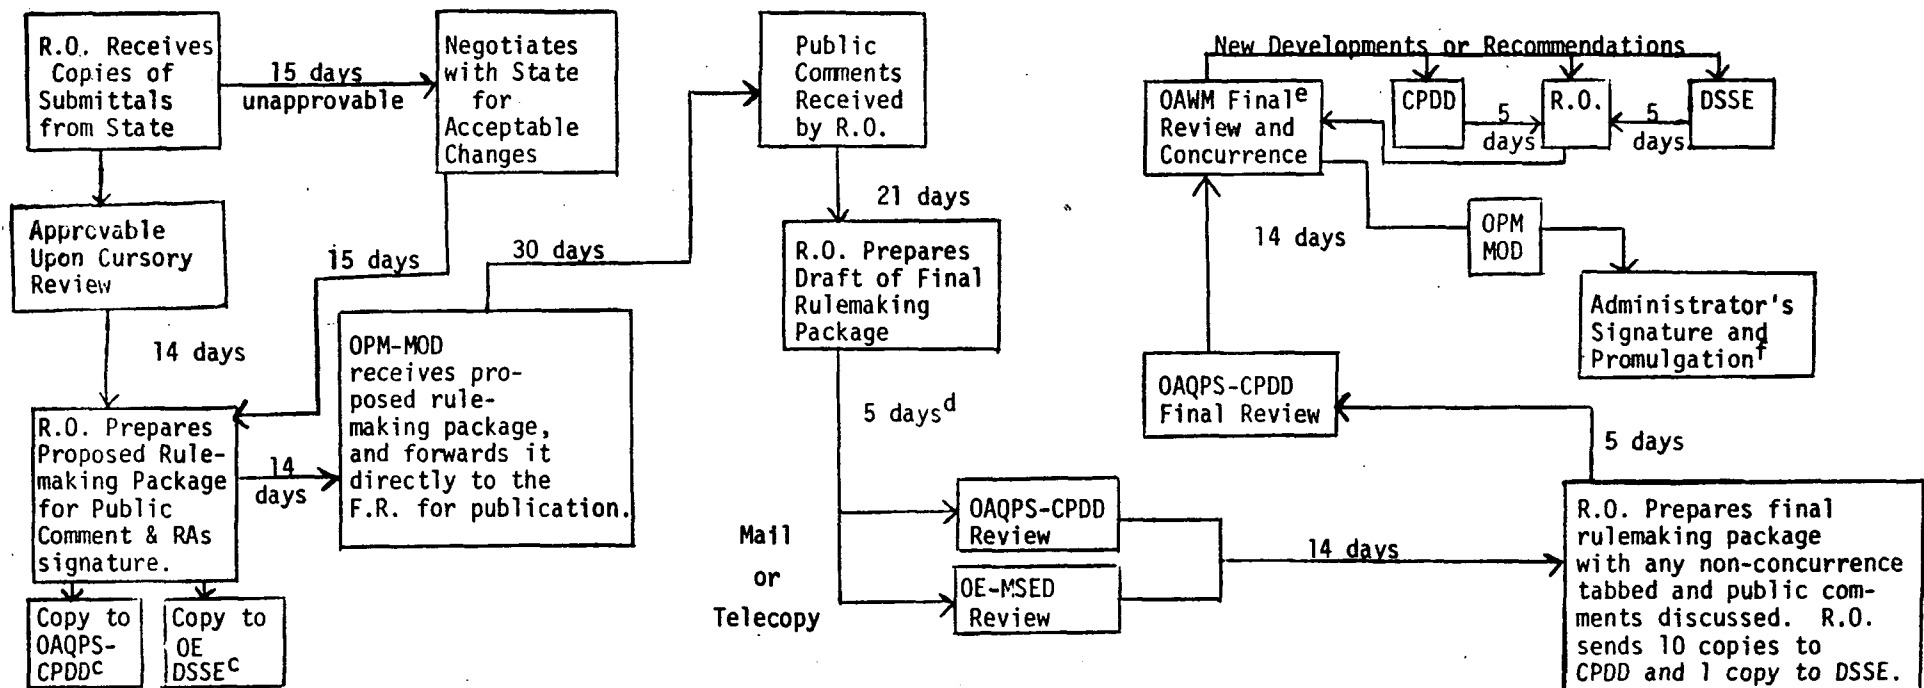 R.O. Receives
Copies of
Submittals
from State
15 days
unapprovable
Negotiates
with State
for
Acceptable
Changes
Approvable
Upon Cursory
Review
14 days
15 days
R.O. Prepares
Proposed Rule-
making Package
for Public
Comment & RAs
signature.
Copy to
OAQPS-
CPDDc
Copy to
OE
DSSEc
14
days
OPM-MOD
receives pro-
posed rule-
making package,
and forwards it
directly to the
F.R. for publication.
30 days
Public
Comments
Received
by R.O.
21 days
R.O. Prepares
Draft of Final
Rulemaking
Package
5 daysd
Mail
or
Telecopy
OAQPS-CPDD
Review
OE-MSED
Review
14 days
R.O. Prepares final
rulemaking package
with any non-concurrence
tabbed and public com-
ments discussed. R.O.
sends 10 copies to
CPDD and 1 copy to DSSE.
5 days
OAQPS-CPDD
Final Review
14 days
OAWM Finale
Review and
Concurrence
New Developments or Recommendations
CPDD
5
days
R.O.
5
days
DSSE
OPM
MOD
Administrator's
Signature and
Promulgationf